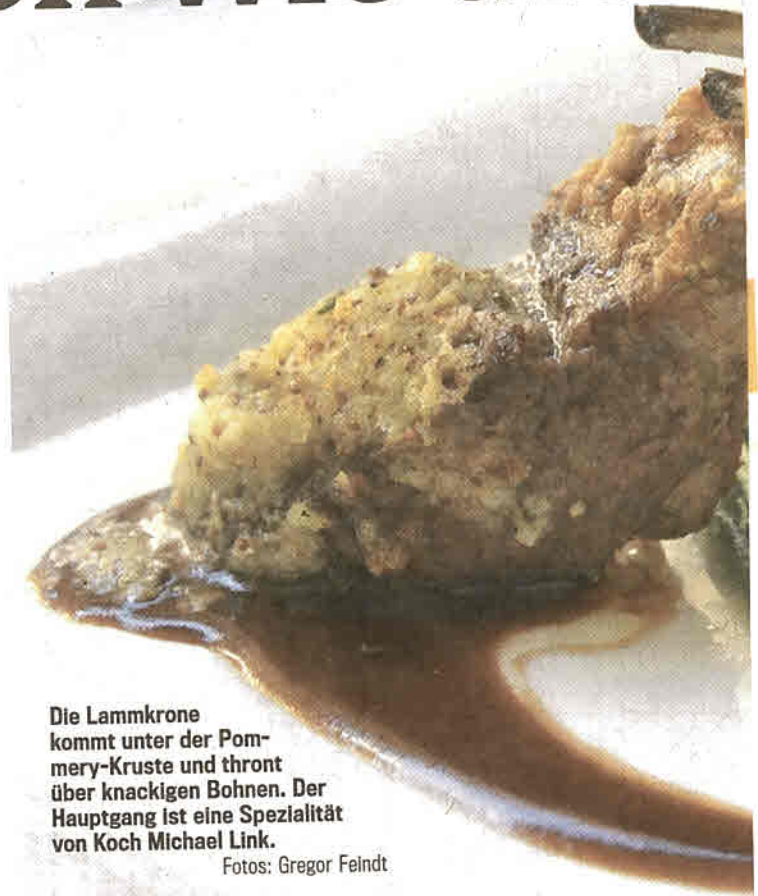 Die Lammkrone
kommt unter der Pom-
mery-Kruste und thront
über knackigen Bohnen. Der
Hauptgang ist eine Spezialität
von Koch Michael Link.
Fotos: Gregor Feindt